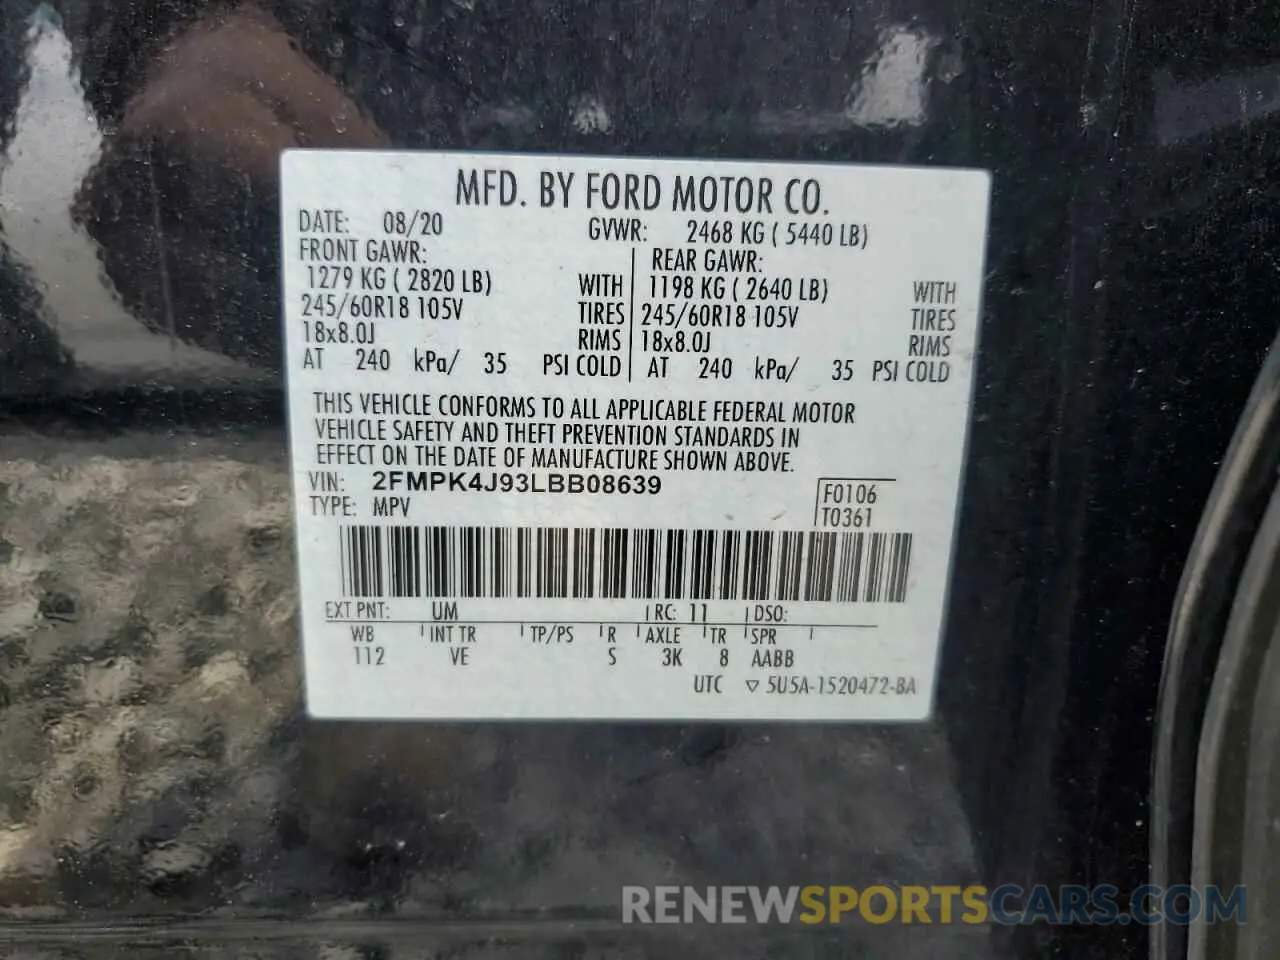 MFD. BY FORD MOTOR CO.
DATE: 08/20 GVWR: 2468 KG ( 5440 LB)
FRONT GAWR: REAR GAWR:
1279 KG ( 2820 LB) WITH 1198 KG ( 2640 LB) WITH
245/60R18 105V TIRES 245/60R18 105V TIRES
18x8.0J RIMS 18x8.0J RIMS
AT 240 kPa/ 35 PSI COLD AT 240 kPa/ 35 PSI COLD
THIS VEHICLE CONFORMS TO ALL APPLICABLE FEDERAL MOTOR
VEHICLE SAFETY AND THEFT PREVENTION STANDARDS IN
EFFECT ON THE DATE OF MANUFACTURE SHOWN ABOVE.
VIN: 2FMPK4J93LBB08639 F0106
TYPE: MPV T0361
EXT PNT: UM RC: 11 DSO:
WB INT TR TP/PS R AXLE TR SPR
112 VE S 3K 8 AABB
UTC ▽ 5U5A-1520472-BA
RENEWSPORTSCARS.COM